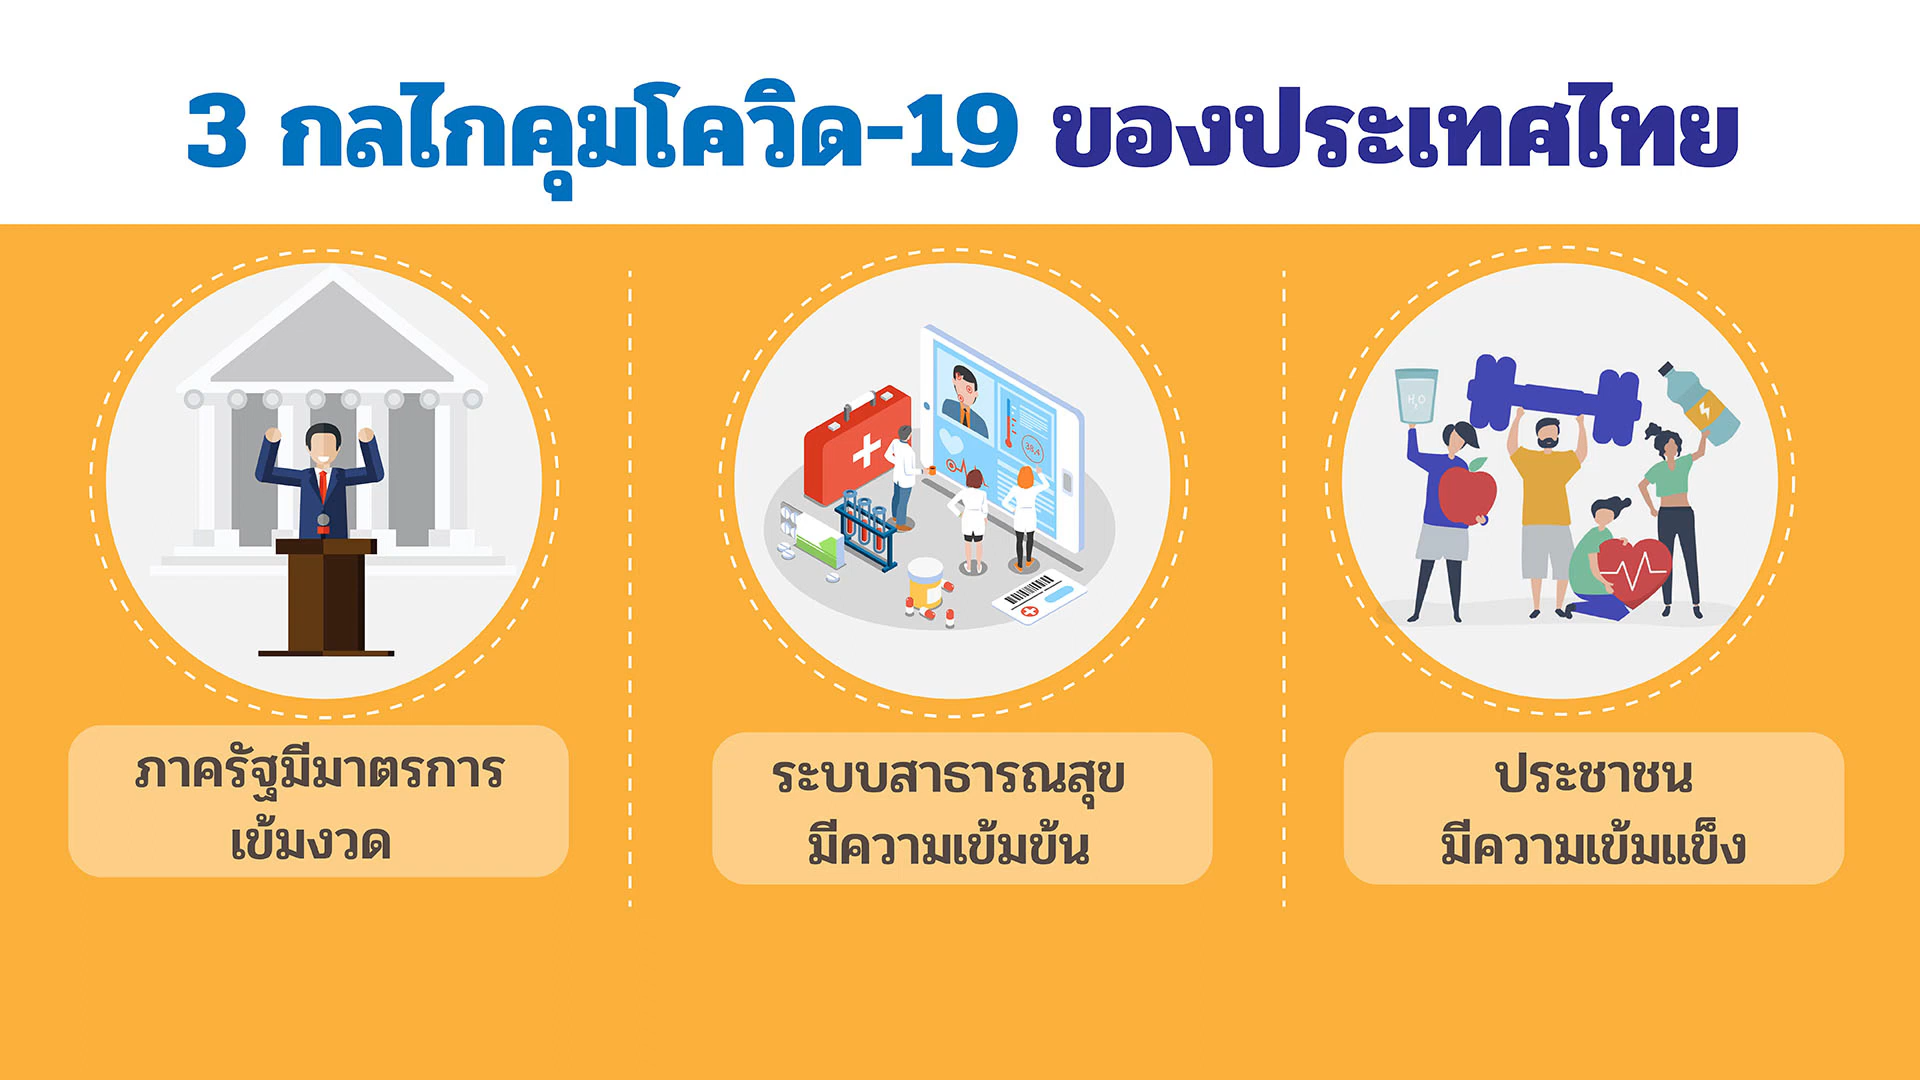 3 กลไกคุมโควิด-19 ของประเทศไทย
H₂O
38,4
ภาครัฐมีมาตรการ
เข้มงวด
ระบบสาธารณสุข
มีความเข้มข้น
ประชาชน
มีความเข้มแข็ง